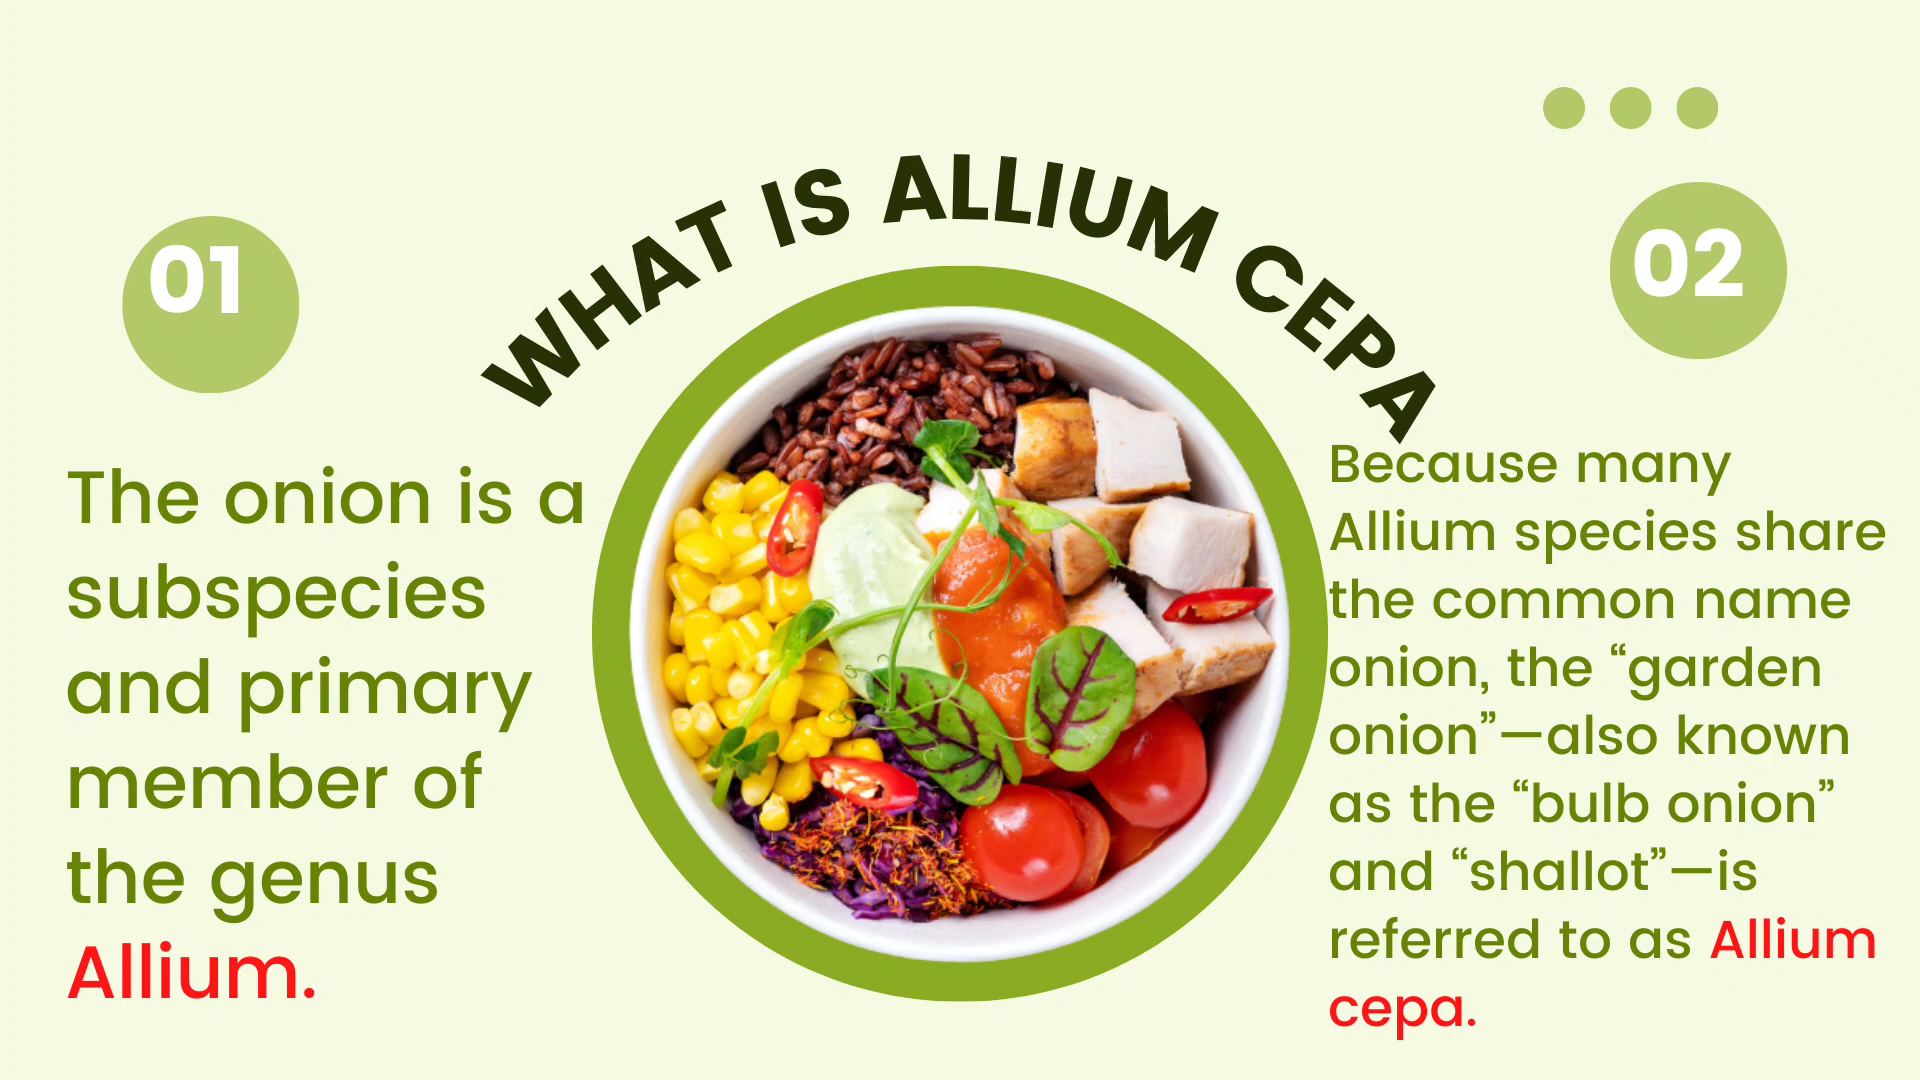 WHAT IS ALLIUM CEPA
01
The onion is a
subspecies
and primary
member of
the genus
Allium.
02
Because many
Allium species share
the common name
onion, the “garden
onion”—also known
as the “bulb onion”
and “shallot”—is
referred to as Allium
cepa.